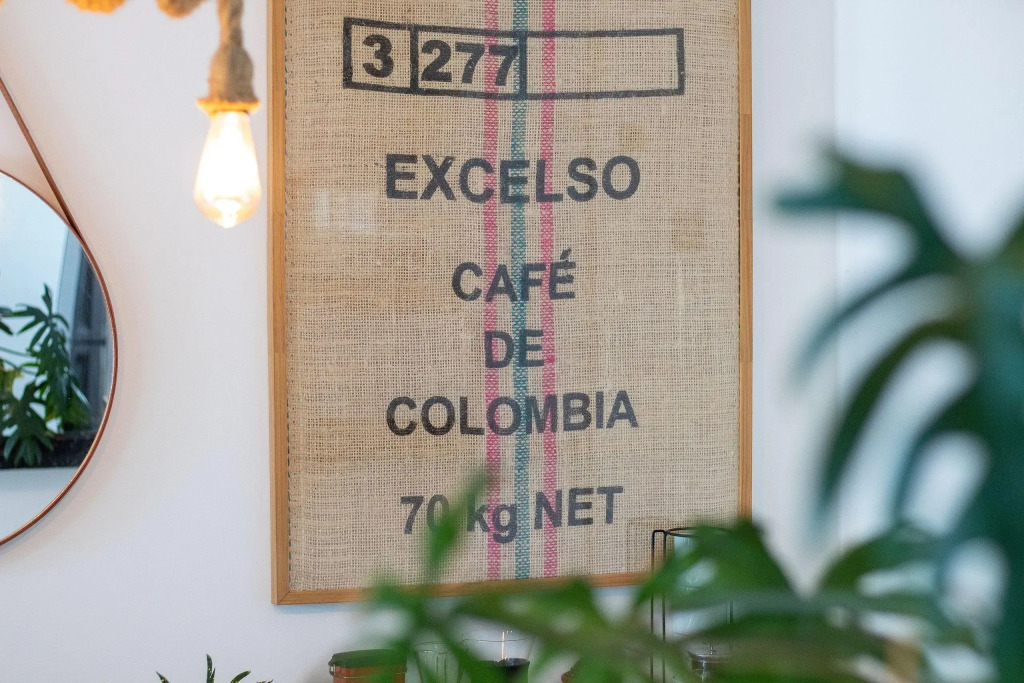 3 277
EXCELSO
CAFÉ
DE
COLOMBIA
70 kg NET